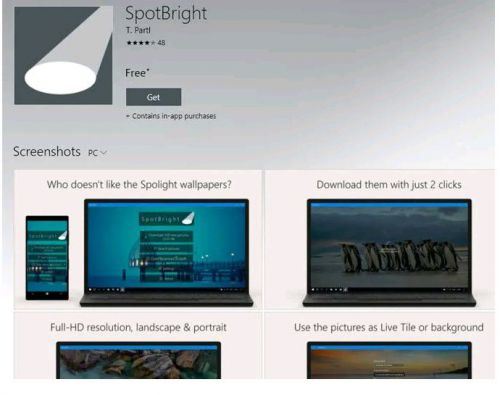 SpotBright
T. Partl
48
Free*
Get
+ Contains in-app purchases
Screenshots PC
Who doesn't like the Spolight wallpapers?
Download them with just 2 clicks
SpotBright
SpotBright
Full-HD resolution, landscape & portrait
Use the pictures as Live Tile or background